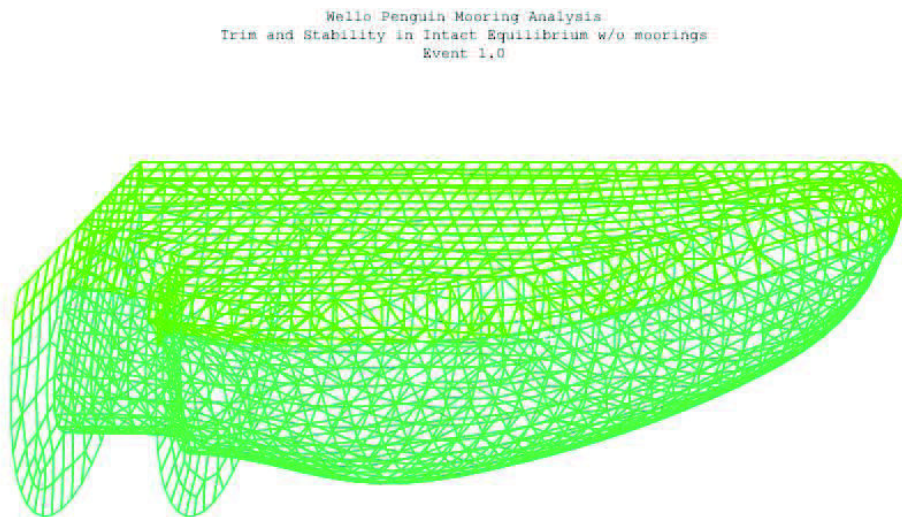 Wello Penguin Mooring Analysis
Trim and Stability in Intact Equilibrium w/o moorings
Event 1.0